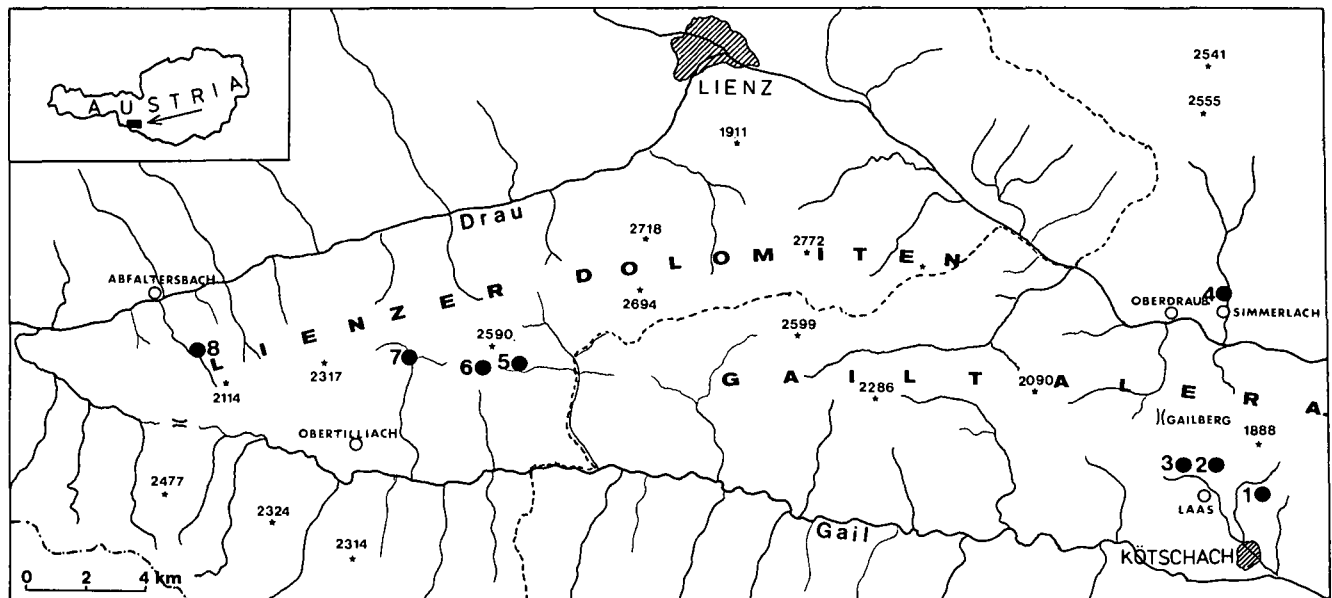 AUSTRIA
LIENZ
1911
2541
2555
Drau
2718
2772
LIENZER DOLOMITEN
2694
ABFALTERSBACH
4
OBERDRAUB
SIMMERLACH
2599
2590
8
7
6
5
2317
2114
GAILTALER A.
2286
2090
GAILBERG
1888
OBERTILLIACH
3
2
1
LAAS
2477
2324
2314
Gail
KÖTSCHACH
0 2 4 km